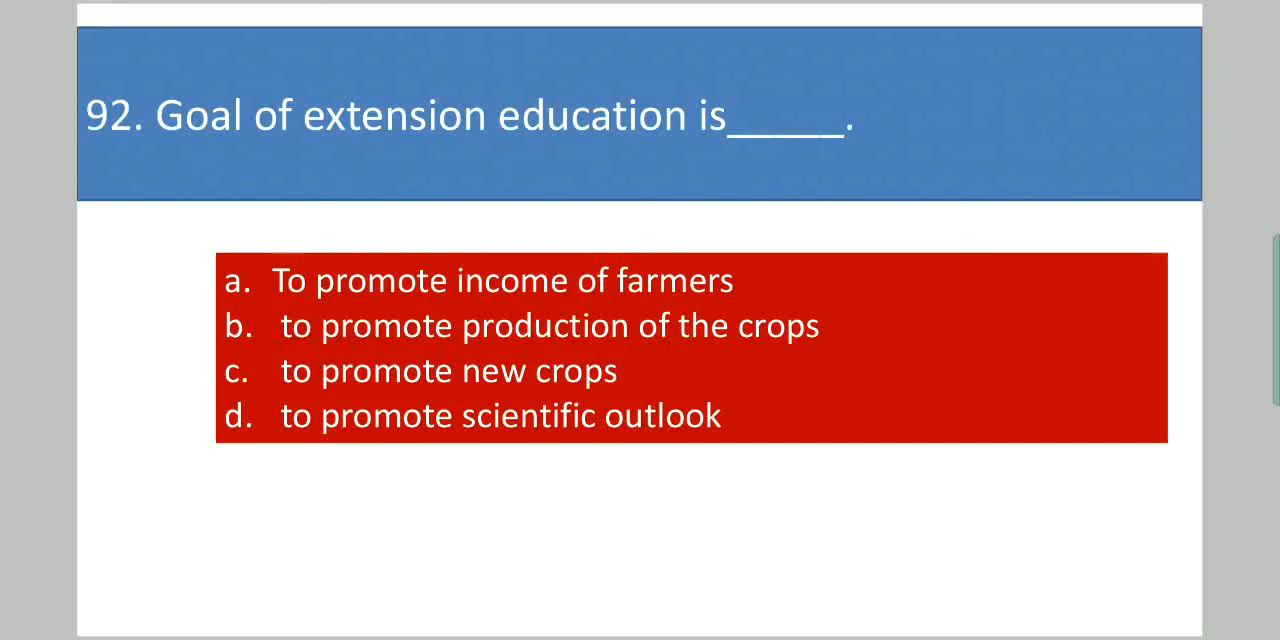 92. Goal of extension education is_____.
a. To promote income of farmers
b. to promote production of the crops
c. to promote new crops
d. to promote scientific outlook